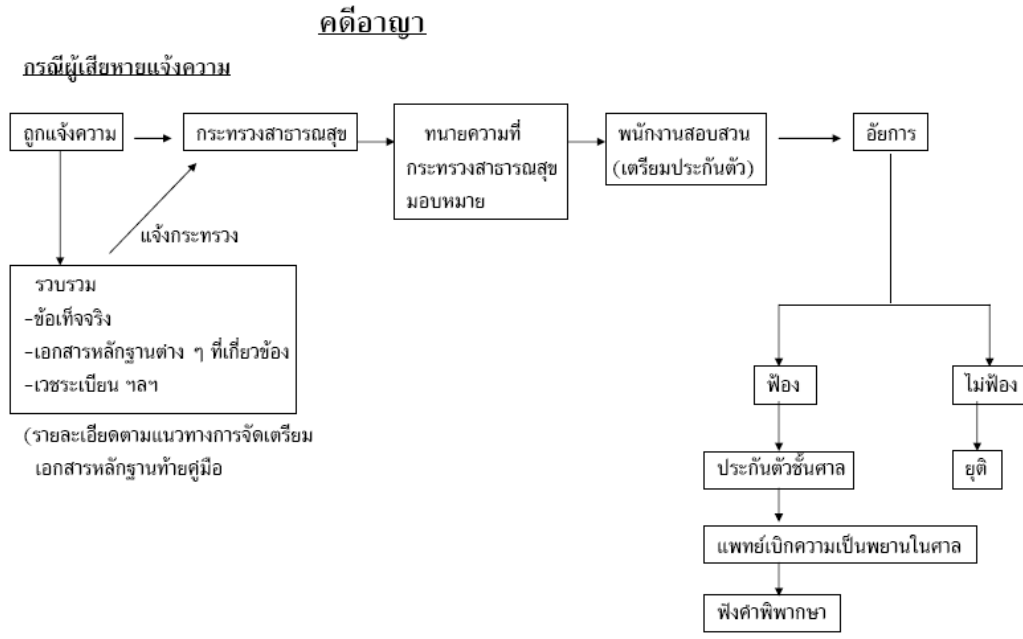 คดีอาญา
กรณีผู้เสียหายแจ้งความ
ถูกแจ้งความ
กระทรวงสาธารณสุข
ทนายความที่
กระทรวงสาธารณสุข
มอบหมาย
พนักงานสอบสวน
(เตรียมประกันตัว)
อัยการ
แจ้งกระทรวง
รวบรวม
-ข้อเท็จจริง
-เอกสารหลักฐานต่าง ๆ ที่เกี่ยวข้อง
-เวชระเบียน ฯลฯ
(รายละเอียดตามแนวทางการจัดเตรียม
เอกสารหลักฐานท้ายคู่มือ
ฟ้อง
ไม่ฟ้อง
ประกันตัวชั้นศาล
ยุติ
แพทย์เบิกความเป็นพยานในศาล
ฟังคำพิพากษา